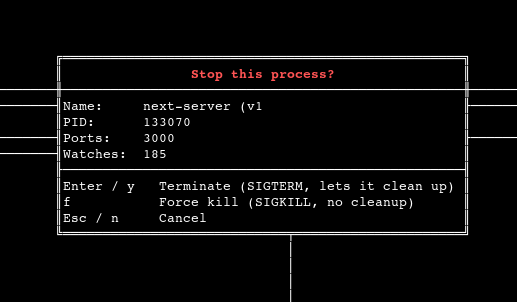 Stop this process?
Name:     next-server (v1
PID:      133070
Ports:    3000
Watches:  185
Enter / y   Terminate (SIGTERM, lets it clean up)
f           Force kill (SIGKILL, no cleanup)
Esc / n     Cancel